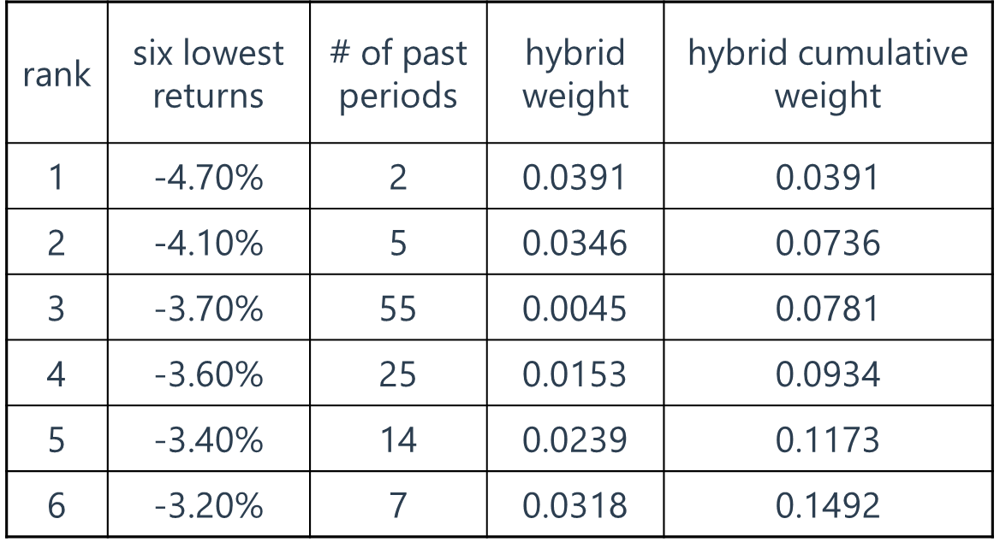 rank six lowest returns # of past periods hybrid weight hybrid cumulative weight
1 -4.70% 2 0.0391 0.0391
2 -4.10% 5 0.0346 0.0736
3 -3.70% 55 0.0045 0.0781
4 -3.60% 25 0.0153 0.0934
5 -3.40% 14 0.0239 0.1173
6 -3.20% 7 0.0318 0.1492